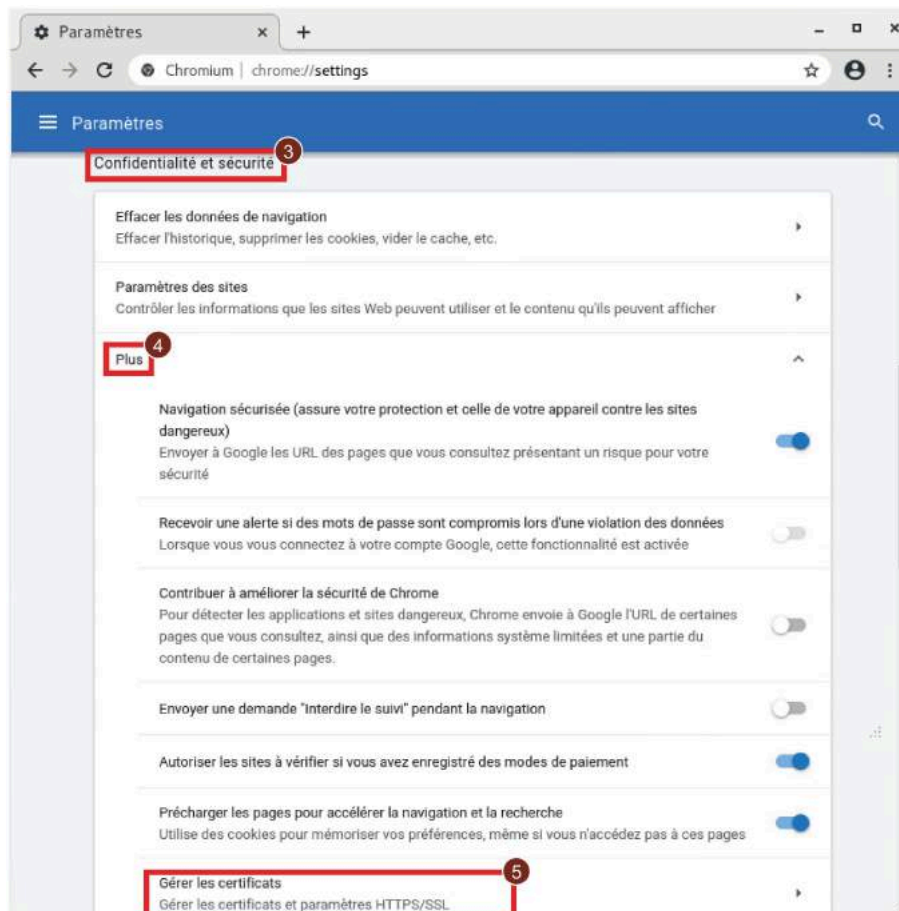 Paramètres
Chromium | chrome://settings
Paramètres
Confidentialité et sécurité
3
Effacer les données de navigation
Effacer l'historique, supprimer les cookies, vider le cache, etc.
Paramètres des sites
Contrôler les informations que les sites Web peuvent utiliser et le contenu qu'ils peuvent afficher
4
Plus
Navigation sécurisée (assure votre protection et celle de votre appareil contre les sites
dangereux)
Envoyer à Google les URL des pages que vous consultez présentant un risque pour votre
sécurité
Recevoir une alerte si des mots de passe sont compromis lors d'une violation des données
Lorsque vous vous connectez à votre compte Google, cette fonctionnalité est activée
Contribuer à améliorer la sécurité de Chrome
Pour détecter les applications et sites dangereux, Chrome envoie à Google l'URL de certaines
pages que vous consultez, ainsi que des informations système limitées et une partie du
contenu de certaines pages.
Envoyer une demande "Interdire le suivi" pendant la navigation
Autoriser les sites à vérifier si vous avez enregistré des modes de paiement
Précharger les pages pour accélérer la navigation et la recherche
Utilise des cookies pour mémoriser vos préférences, même si vous n'accédez pas à ces pages
5
Gérer les certificats
Gérer les certificats et paramètres HTTPS/SSL